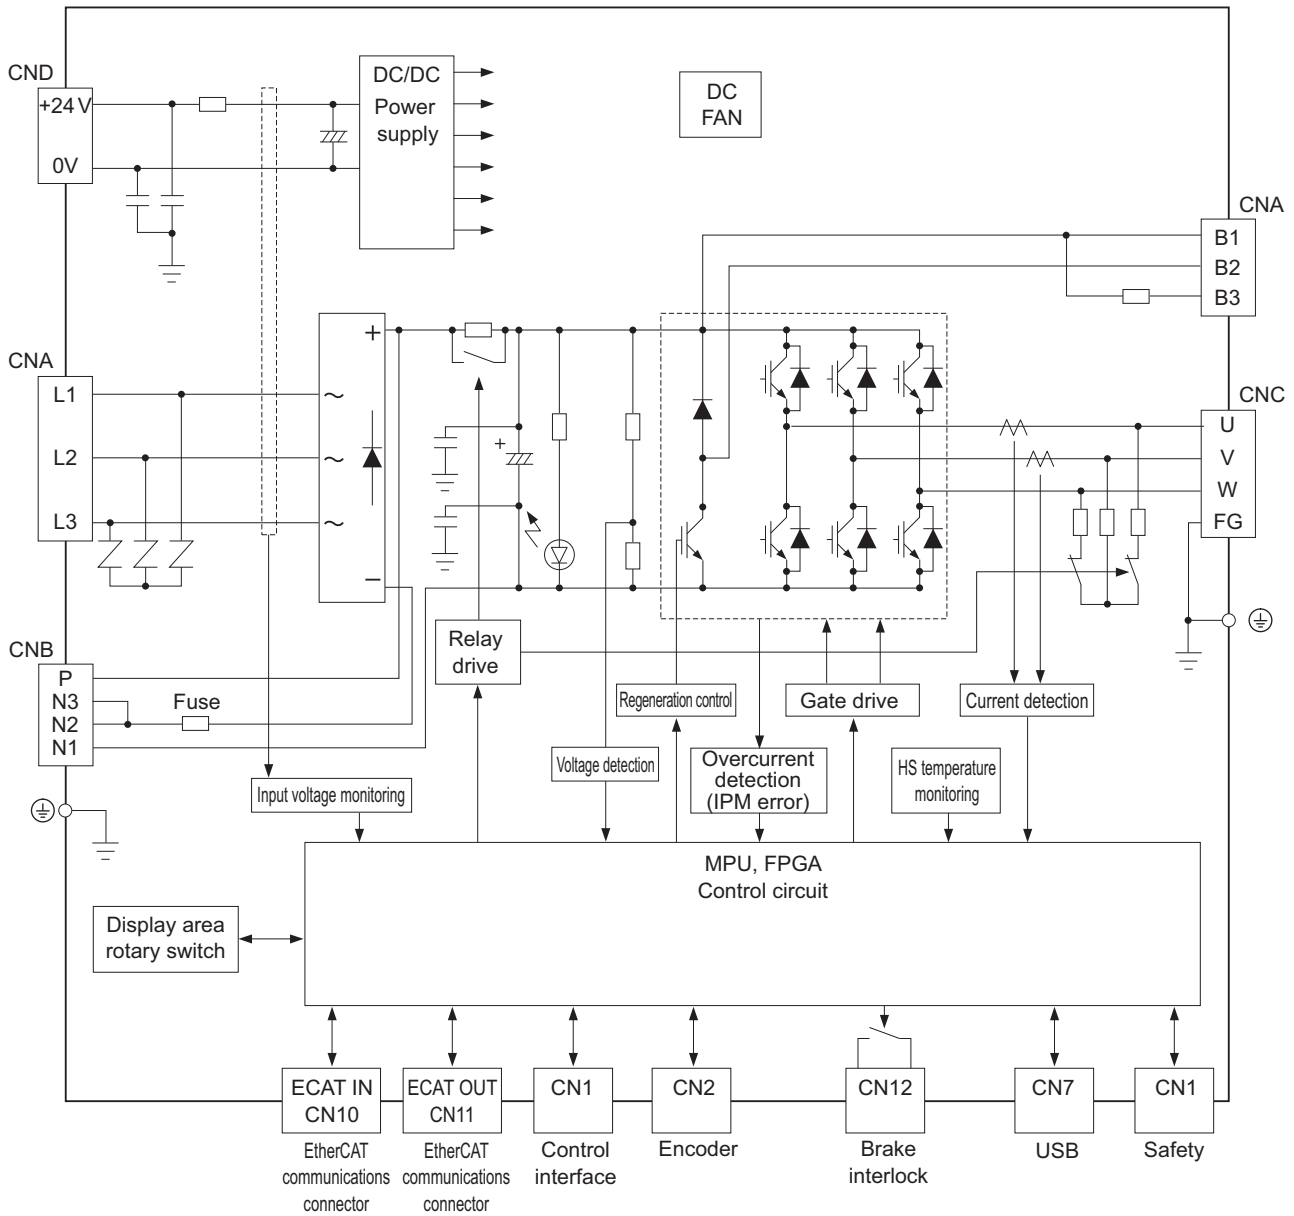 CND
+24 V
0V
DC/DC
Power
supply
DC
FAN
CNA
B1
B2
B3
CNA
L1
L2
L3
+
~
~
~
−
+
CNC
U
V
W
FG
CNB
P
N3
N2
N1
Fuse
Relay
drive
Regeneration control
Gate drive
Current detection
Voltage detection
Overcurrent
detection
(IPM error)
HS temperature
monitoring
Input voltage monitoring
MPU, FPGA
Control circuit
Display area
rotary switch
ECAT IN
CN10
ECAT OUT
CN11
CN1
CN2
CN12
CN7
CN1
EtherCAT
communications
connector
EtherCAT
communications
connector
Control
interface
Encoder
Brake
interlock
USB
Safety